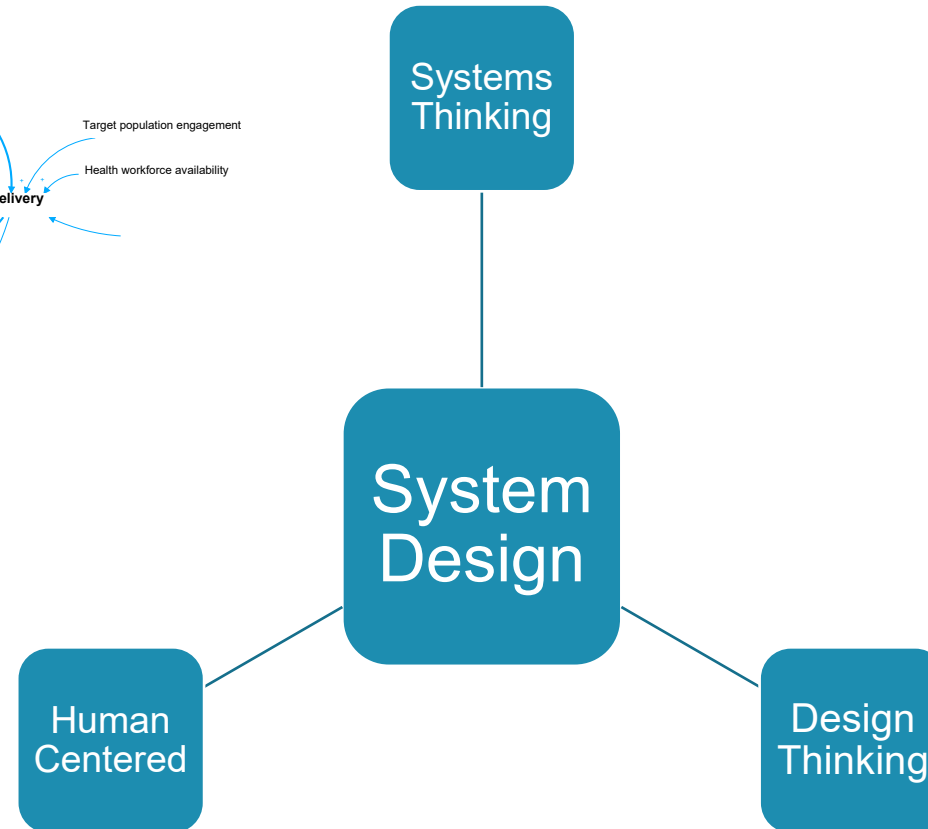 Systems
Thinking
Target population engagement
Health workforce availability
elivery
System
Design
Human
Centered
Design
Thinking